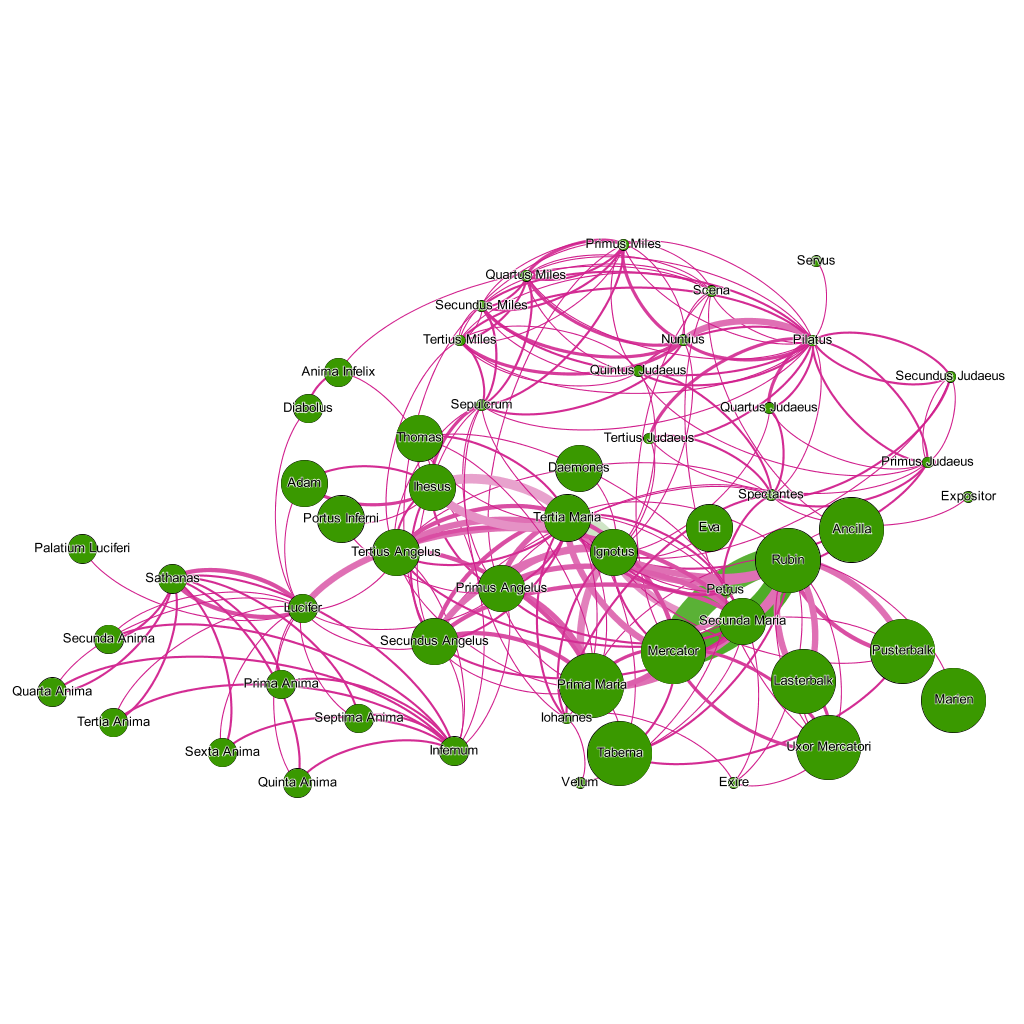 Primus Miles
Servus
Quartus Miles
Scena
Secundus Miles
Tertius Miles
Nuntius
Pilatus
Anima Infelix
Quintus Judaeus
Secundus Judaeus
Diabolus
Sepulcrum
Quartus Judaeus
Thomas
Tertius Judaeus
Daemones
Primus Judaeus
Adam
Ihesus
Spectantes
Expositor
Portus Inferni
Tertia Maria
Eva
Ancilla
Palatium Luciferi
Tertius Angelus
Ignotus
Rubin
Sathanas
Primus Angelus
Petrus
Lucifer
Secunda Maria
Secunda Anima
Secundus Angelus
Mercator
Pusterbalk
Quarta Anima
Prima Anima
Prima Maria
Lasterbalk
Marien
Tertia Anima
Septima Anima
Iohannes
Sexta Anima
Infernum
Taberna
Uxor Mercatori
Quinta Anima
Velum
Exire